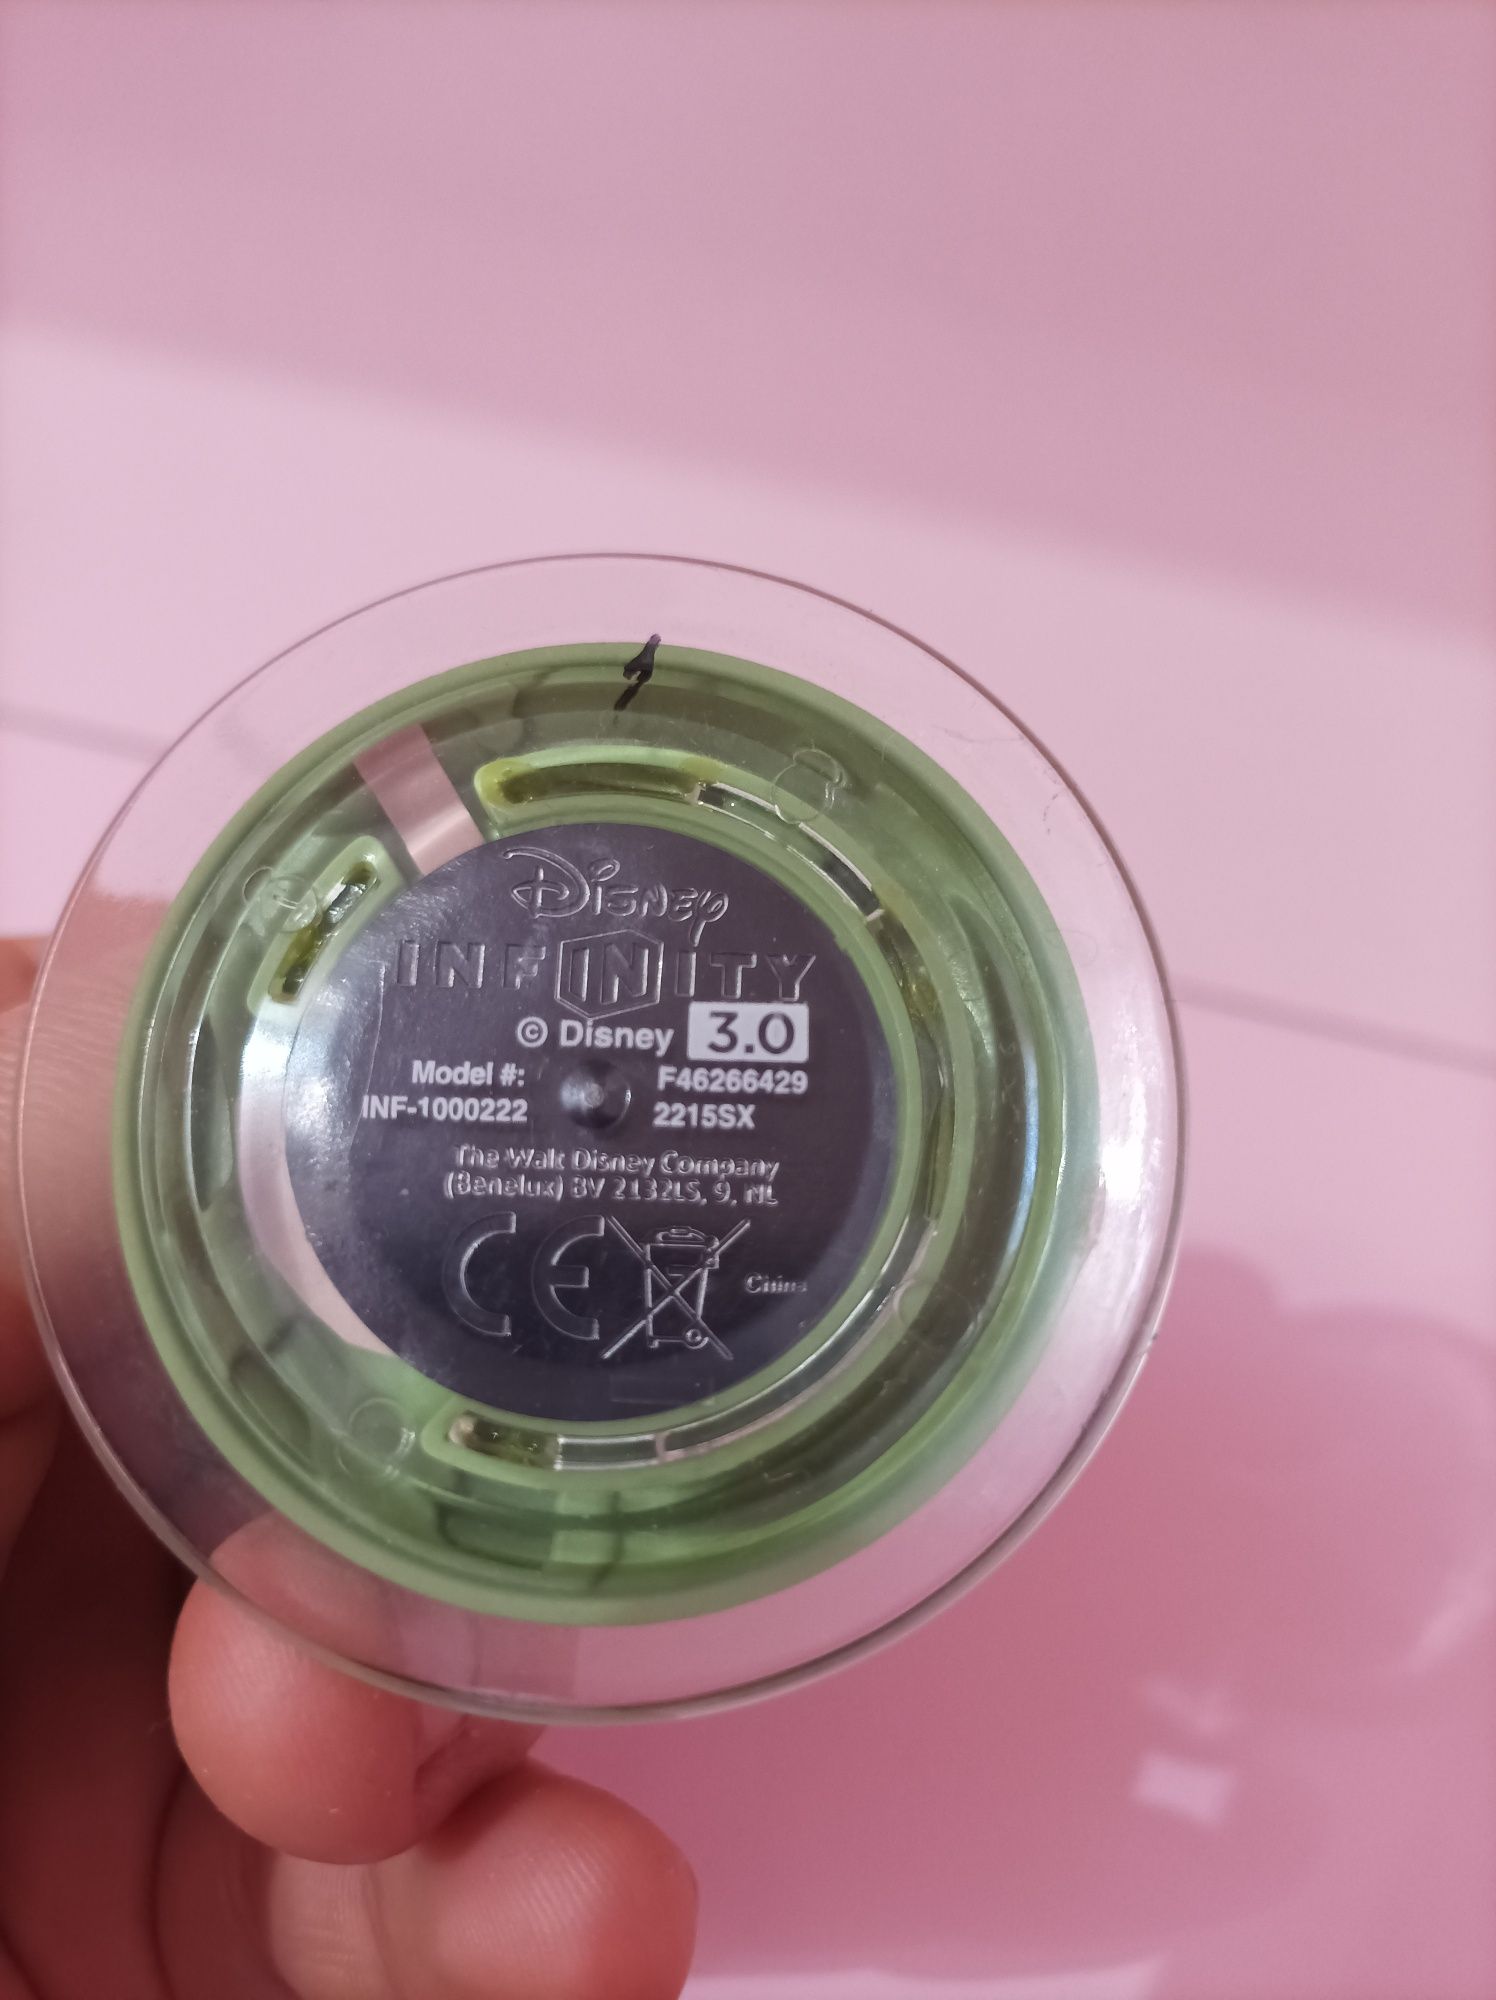 Disney
INFINITY
© Disney 3.0
Model #: F46266429
INF-1000222 2215SX
The Walt Disney Company
(Benelux) BV 2132LS, 9, NL
CE China